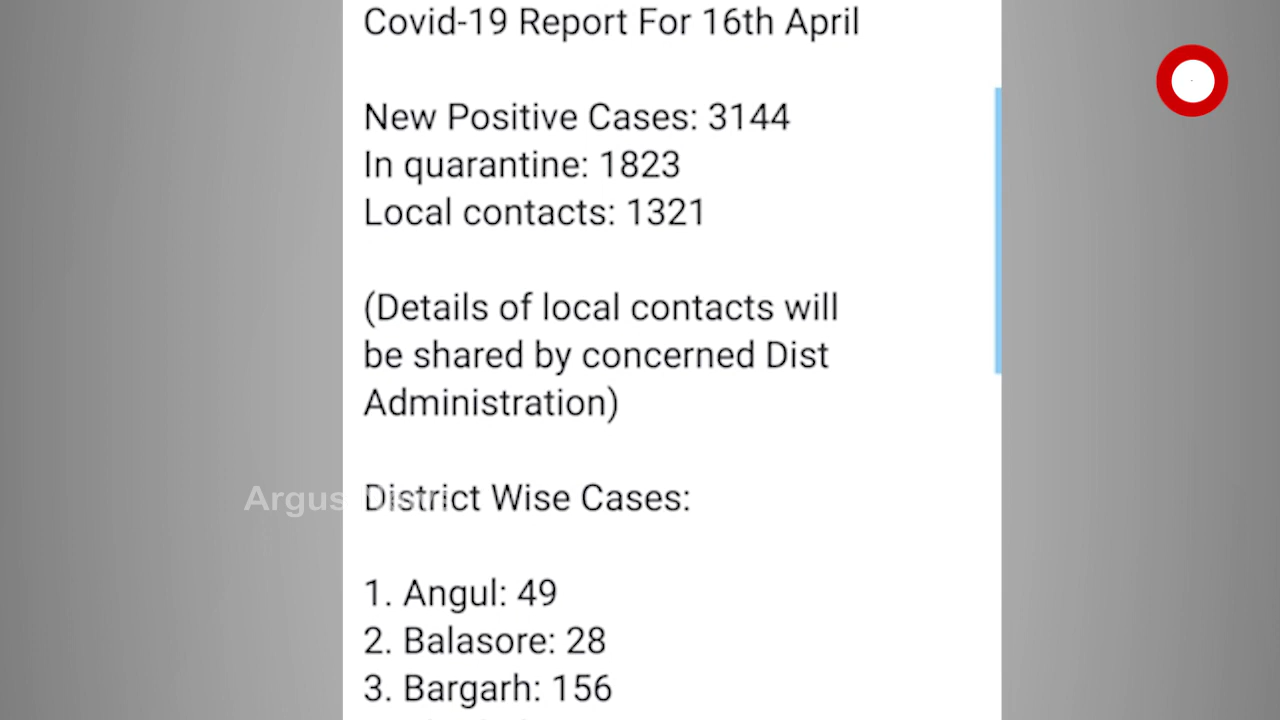 Covid-19 Report For 16th April
New Positive Cases: 3144
In quarantine: 1823
Local contacts: 1321
(Details of local contacts will
be shared by concerned Dist
Administration)
Argus
District Wise Cases:
1. Angul: 49
2. Balasore: 28
3. Bargarh: 156